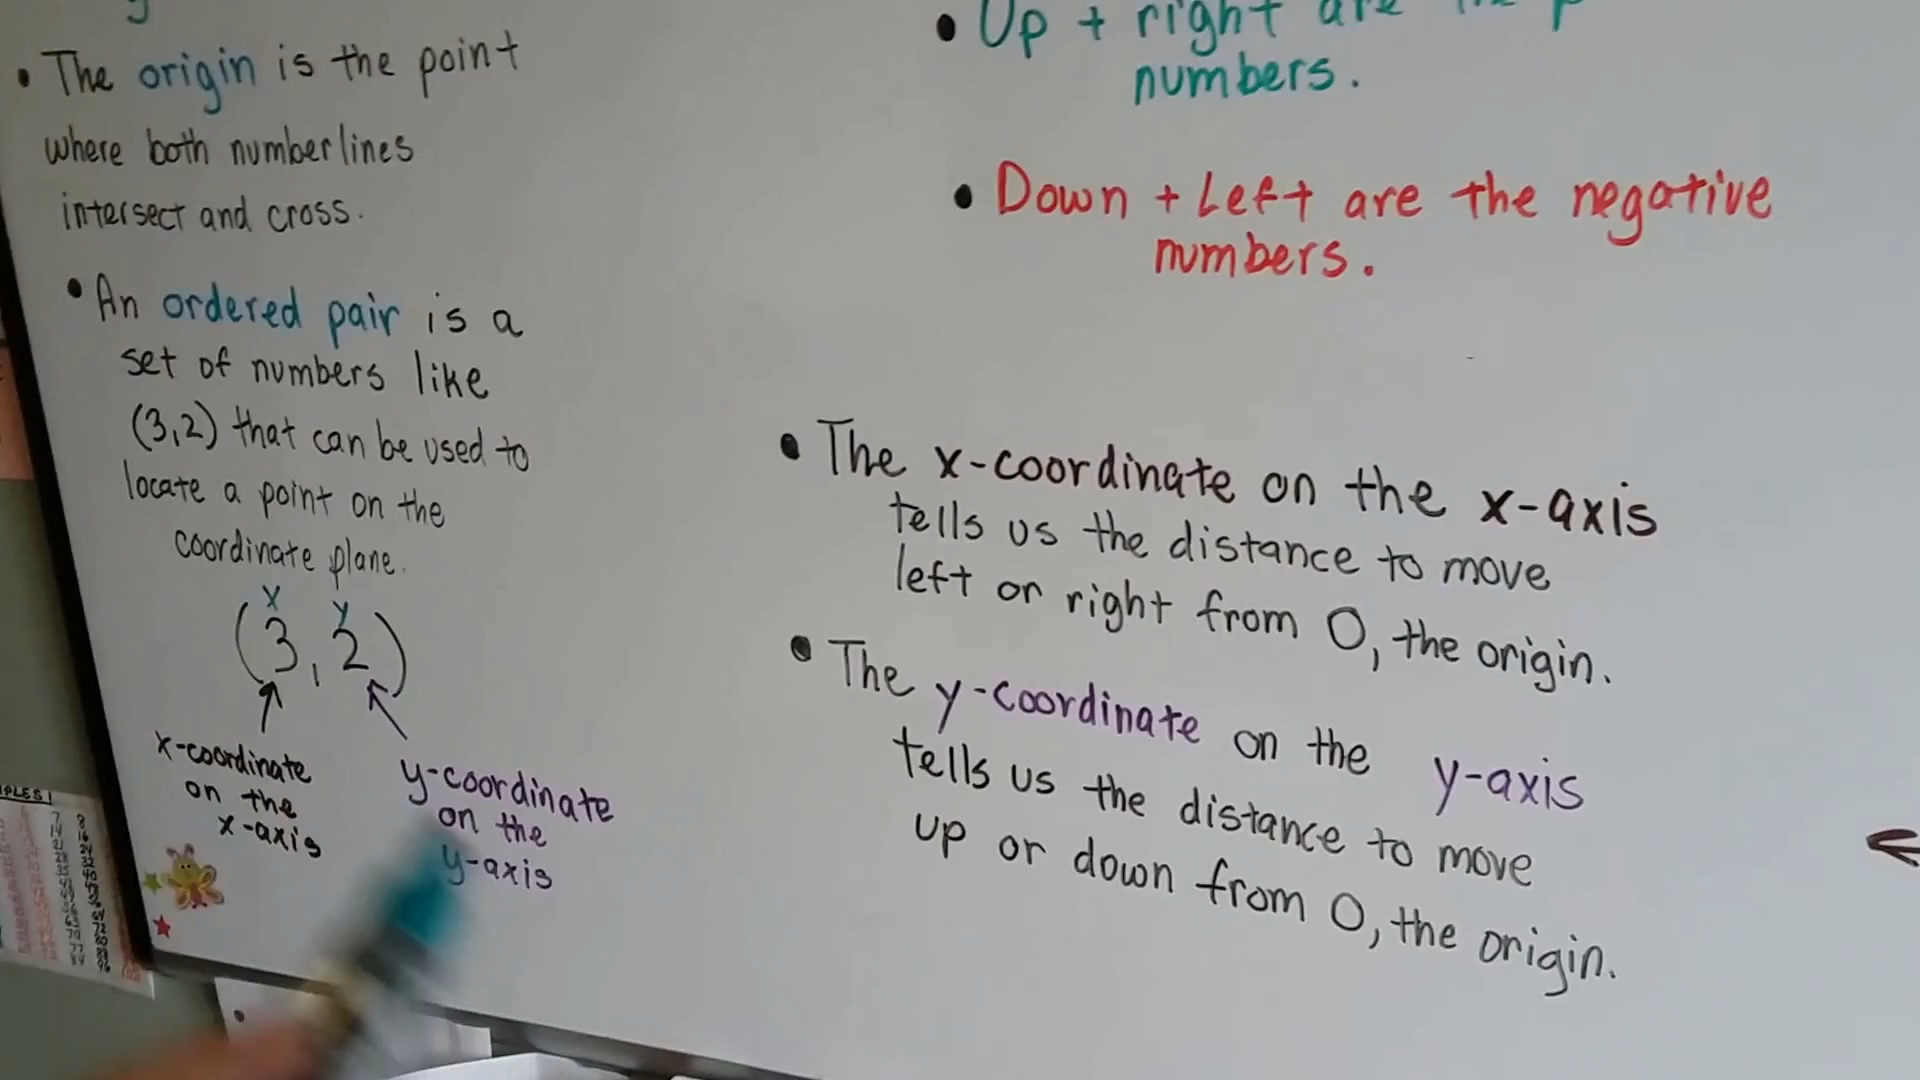 • The origin is the point
where both numberlines
intersect and cross.
• An ordered pair is a
set of numbers like
(3,2) that can be used to
locate a point on the
coordinate plane.
x y
(3, 2)
x-coordinate
on the
x-axis
y-coordinate
on the
y-axis
• Up + right are
numbers.
• Down + Left are the negative
numbers.
• The x-coordinate on the x-axis
tells us the distance to move
left or right from 0, the origin.
• The y-coordinate on the y-axis
tells us the distance to move
up or down from 0, the origin.